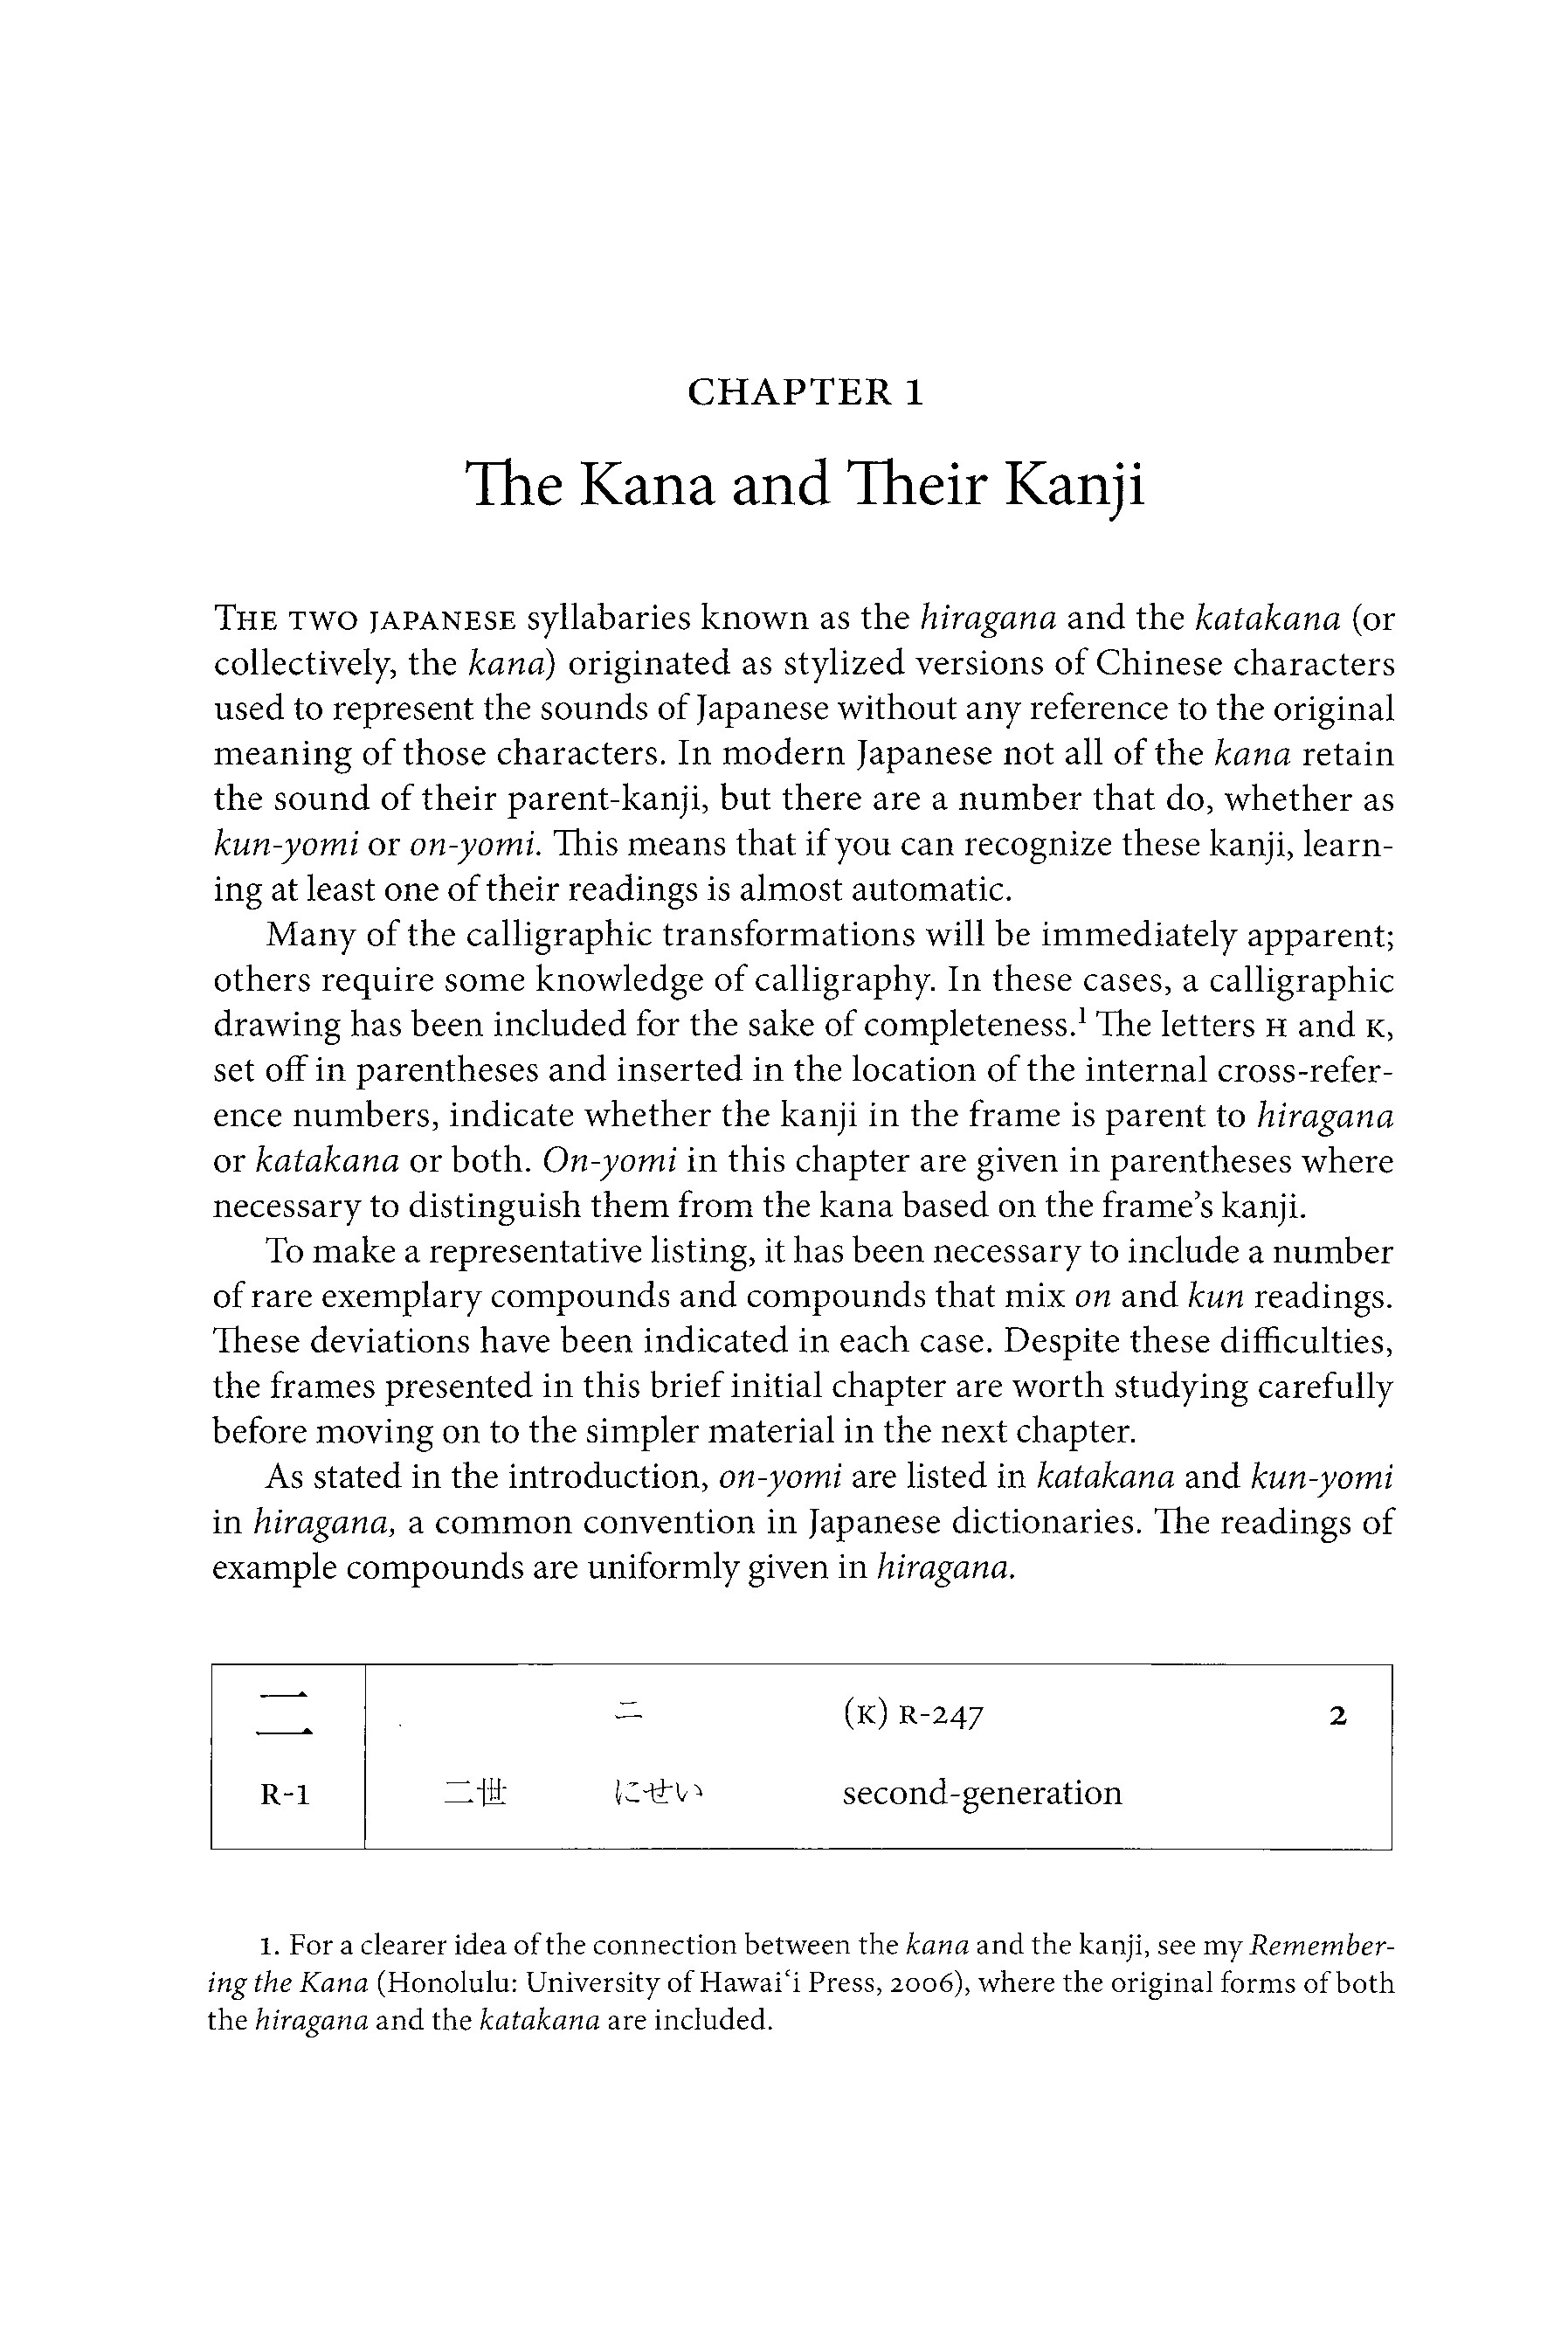 CHAPTER 1
The Kana and Their Kanji
THE TWO JAPANESE syllabaries known as the hiragana and the katakana (or
collectively, the kana) originated as stylized versions of Chinese characters
used to represent the sounds of Japanese without any reference to the original
meaning of those characters. In modern Japanese not all of the kana retain
the sound of their parent-kanji, but there are a number that do, whether as
kun-yomi or on-yomi. This means that if you can recognize these kanji, learn-
ing at least one of their readings is almost automatic.
Many of the calligraphic transformations will be immediately apparent;
others require some knowledge of calligraphy. In these cases, a calligraphic
drawing has been included for the sake of completeness.¹ The letters H and K,
set off in parentheses and inserted in the location of the internal cross-refer-
ence numbers, indicate whether the kanji in the frame is parent to hiragana
or katakana or both. On-yomi in this chapter are given in parentheses where
necessary to distinguish them from the kana based on the frame's kanji.
To make a representative listing, it has been necessary to include a number
of rare exemplary compounds and compounds that mix on and kun readings.
These deviations have been indicated in each case. Despite these difficulties,
the frames presented in this brief initial chapter are worth studying carefully
before moving on to the simpler material in the next chapter.
As stated in the introduction, on-yomi are listed in katakana and kun-yomi
in hiragana, a common convention in Japanese dictionaries. The readings of
example compounds are uniformly given in hiragana.
二 ニ (K) R-247 2
R-1 二世 にせい second-generation
1. For a clearer idea of the connection between the kana and the kanji, see my Remember-
ing the Kana (Honolulu: University of Hawai‘i Press, 2006), where the original forms of both
the hiragana and the katakana are included.